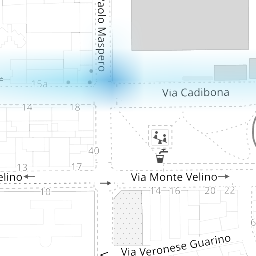 Paolo Maspero
15a
Via Cadibona
14 18
40
13 17
Velino
Via Monte Velino
10
14 16 20 22
Via Veronese Guarino